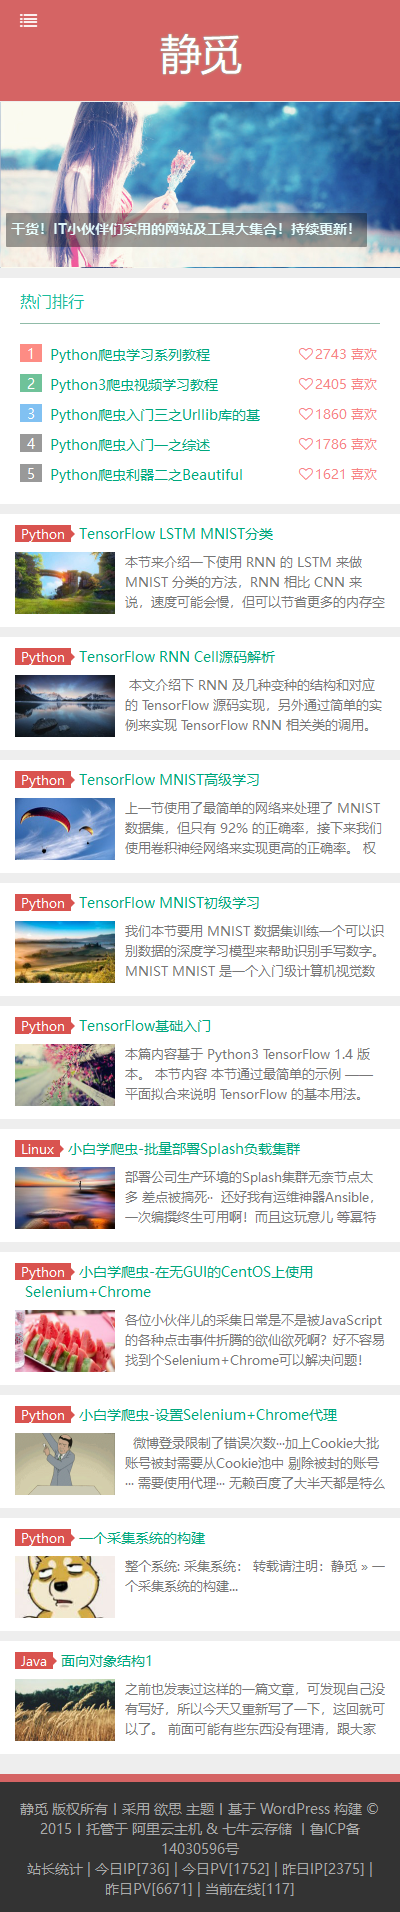 静觅
干货！IT小伙伴们实用的网站及工具大集合！持续更新！
热门排行
1 Python爬虫学习系列教程 2743 喜欢
2 Python3爬虫视频学习教程 2405 喜欢
3 Python爬虫入门三之Urllib库的基 1860 喜欢
4 Python爬虫入门一之综述 1786 喜欢
5 Python爬虫利器二之Beautiful 1621 喜欢
Python TensorFlow LSTM MNIST分类
本节来介绍一下使用 RNN 的 LSTM 来做
MNIST 分类的方法，RNN 相比 CNN 来
说，速度可能会慢，但可以节省更多的内存空
Python TensorFlow RNN Cell源码解析
本文介绍下 RNN 及几种变种的结构和对应
的 TensorFlow 源码实现，另外通过简单的实
例来实现 TensorFlow RNN 相关类的调用。
Python TensorFlow MNIST高级学习
上一节使用了最简单的网络来处理了 MNIST
数据集，但只有 92% 的正确率，接下来我们
使用卷积神经网络来实现更高的正确率。 权
Python TensorFlow MNIST初级学习
我们本节要用 MNIST 数据集训练一个可以识
别数据的深度学习模型来帮助识别手写数字。
MNIST MNIST 是一个入门级计算机视觉数
Python TensorFlow基础入门
本篇内容基于 Python3 TensorFlow 1.4 版
本。 本节内容 本节通过最简单的示例 ——
平面拟合来说明 TensorFlow 的基本用法。
Linux 小白学爬虫-批量部署Splash负载集群
部署公司生产环境的Splash集群无奈节点太
多 差点被搞死·· 还好我有运维神器Ansible，
一次编撰终生可用啊！而且这玩意儿 等幂特
Python 小白学爬虫-在无GUI的CentOS上使用
Selenium+Chrome
各位小伙伴儿的采集日常是不是被JavaScript
的各种点击事件折腾的欲仙欲死啊？好不容易
找到个Selenium+Chrome可以解决问题！
Python 小白学爬虫-设置Selenium+Chrome代理
微博登录限制了错误次数···加上Cookie大批
账号被封需要从Cookie池中 剔除被封的账号
··· 需要使用代理··· 无赖百度了大半天都是特么
Python 一个采集系统的构建
整个系统: 采集系统： 转载请注明：静觅 » 一
个采集系统的构建...
Java 面向对象结构1
之前也发表过这样的一篇文章，可发现自己没
有写好，所以今天又重新写了一下，这回就可
以了。 前面可能有些东西没有理清，跟大家
静觅 版权所有丨采用 欲思 主题丨基于 WordPress 构建 ©
2015丨托管于 阿里云主机 & 七牛云存储 丨鲁ICP备
14030596号
站长统计 | 今日IP[736] | 今日PV[1752] | 昨日IP[2375] |
昨日PV[6671] | 当前在线[117]